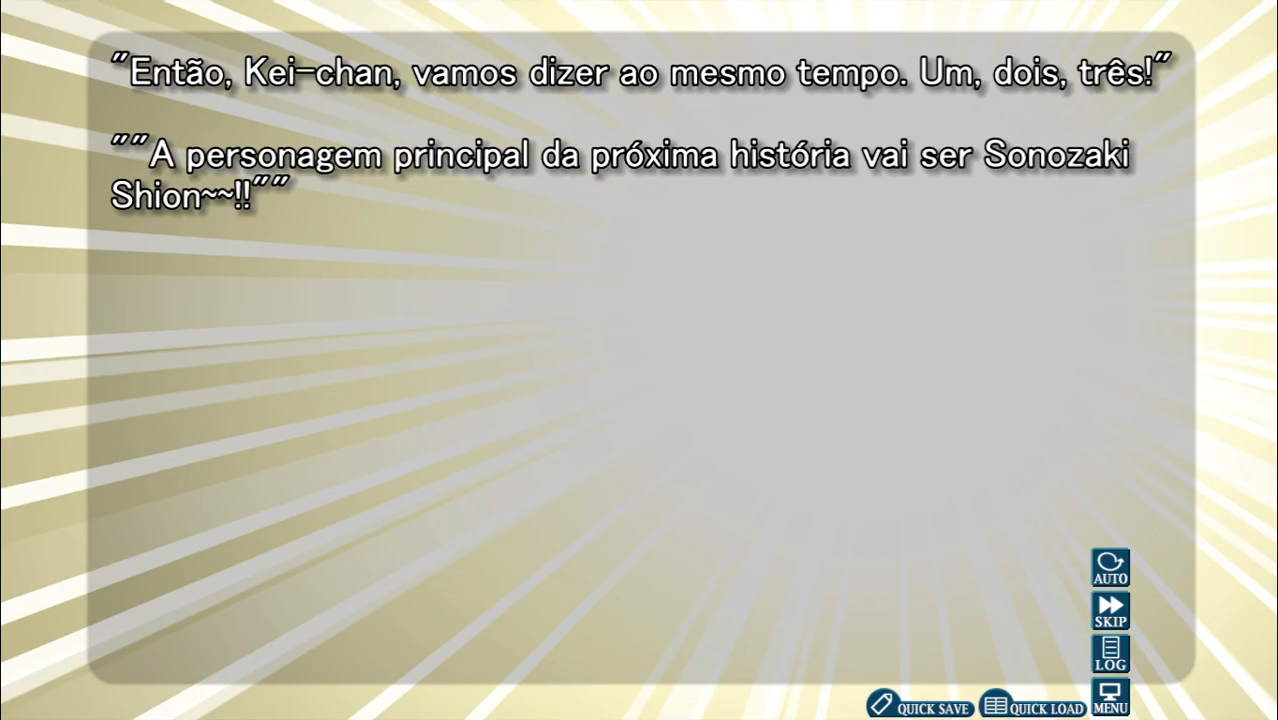 "Então, Kei-chan, vamos dizer ao mesmo tempo. Um, dois, três!"
""A personagem principal da próxima história vai ser Sonozaki
Shion~~!!""
AUTO
SKIP
LOG
MENU
QUICK SAVE
QUICK LOAD